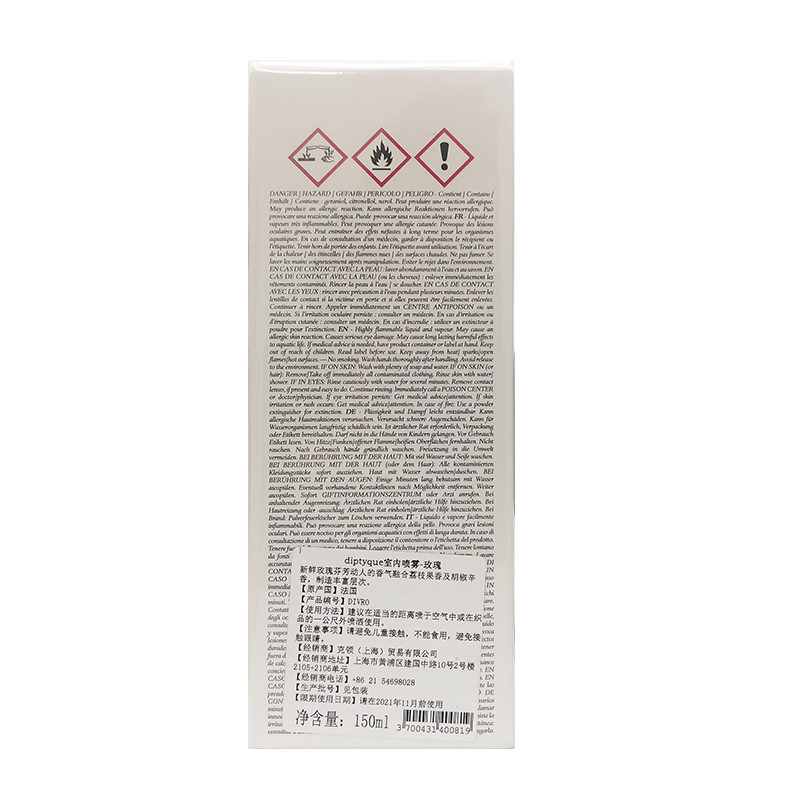 DANGER | HAZARD | GEFAHR | PERICOLO | PELIGRO - Contient | Contains |
Enthält | Contiene : geraniol, citronellol, nerol. Peut produire une réaction allergique.
May produce an allergic reaction. Kann allergische Reaktionen hervorrufen. Può
provocare una reazione allergica. Puede provocar una reacción alérgica. FR - Liquide et
vapeurs très inflammables. Peut provoquer une allergie cutanée. Provoque des lésions
oculaires graves. Peut entraîner des effets néfastes à long terme pour les organismes
aquatiques. En cas de consultation d'un médecin, garder à disposition le récipient ou
l'étiquette. Tenir hors de portée des enfants. Lire l'étiquette avant utilisation. Tenir à l'écart
de la chaleur | des étincelles | des flammes nues | des surfaces chaudes. Ne pas fumer. Se
laver les mains soigneusement après manipulation. Eviter le rejet dans l'environnement.
EN CAS DE CONTACT AVEC LA PEAU : laver abondamment à l'eau et au savon. EN
CAS DE CONTACT AVEC LA PEAU (ou les cheveux) : enlever immédiatement les
vêtements contaminés. Rincer la peau à l'eau | se doucher. EN CAS DE CONTACT
AVEC LES YEUX : rincer avec précaution à l'eau pendant plusieurs minutes. Enlever
les lentilles de contact si la victime en porte et si elles peuvent être facilement enlevées.
Continuer à rincer. Appeler immédiatement un CENTRE ANTIPOISON ou un
médecin. Si l'irritation oculaire persiste : consulter un médecin. En cas d'irritation ou
d'éruption cutanée : consulter un médecin. En cas d'incendie : utiliser un extincteur à
poudre pour l'extinction. EN - Highly flammable liquid and vapour. May cause an
allergic skin reaction. Causes serious eye damage. May cause long lasting harmful effects
to aquatic life. If medical advice is needed, have product container or label at hand. Keep
out of reach of children. Read label before use. Keep away from heat| sparks|open
flames|hot surfaces. — No smoking. Wash hands thoroughly after handling. Avoid release
to the environment. IF ON SKIN: Wash with plenty of soap and water. IF ON SKIN (or
hair): Remove|Take off immediately all contaminated clothing. Rinse skin with water|
shower. IF IN EYES: Rinse cautiously with water for several minutes. Remove contact
lenses, if present and easy to do. Continue rinsing. Immediately call a POISON CENTER
or doctor|physician. If eye irritation persists: Get medical advice|attention. If skin
irritation or rash occurs: Get medical advice|attention. In case of fire: Use a powder
extinguisher for extinction. DE - Flüssigkeit und Dampf leicht entzündbar. Kann
allergische Hautreaktionen verursachen. Verursacht schwere Augenschäden. Kann
Wasserorganismen langfristig schädlich sein. Ist ärztlicher Rat erforderlich, Verpackung
oder Etikett bereithalten. Darf nicht in die Hände von Kindern gelangen. Vor Gebrauch
Etikett lesen. Von Hitze|Funken|offener Flamme|heißen Oberflächen fernhalten. Nicht
rauchen. Nach Gebrauch hände gründlich waschen. Freisetzung in die Umwelt
vermeiden. BEI BERÜHRUNG MIT DER HAUT: Mit viel Wasser und Seife waschen.
BEI BERÜHRUNG MIT DER HAUT (oder dem Haar): Alle kontaminierten
Kleidungsstücke sofort ausziehen. Haut mit Wasser abwaschen|duschen. BEI
BERÜHRUNG MIT DEN AUGEN: Einige Minuten lang behutsam mit Wasser
ausspülen. Eventuell vorhandene Kontaktlinsen nach Möglichkeit entfernen. Weiter
ausspülen. Sofort GIFTINFORMATIONSZENTRUM oder Arzt anrufen. Bei
anhaltender Augenreizung: Ärztlichen Rat einholen|ärztliche Hilfe hinzuziehen. Bei
Hautreizung oder -ausschlag: Ärztlichen Rat einholen|ärztliche Hilfe hinzuziehen. Bei
Brand: Pulverfeuerlöscher zum Löschen verwenden. IT - Liquido e vapore facilmente
infiammabili. Può provocare una reazione allergica della pelle. Provoca gravi lesioni
oculari. Può essere nocivo per gli organismi acquatici con effetti di lunga durata. In caso di
consultazione di un medico, tenere a disposizione il contenitore o l'etichetta del prodotto.
Tenere fuori dalla portata dei bambini. Leggere l'etichetta prima dell'uso. Tenere lontano
diptyque室内喷雾-玫瑰
新鲜玫瑰芬芳动人的香气融合荔枝果香及胡椒辛
香，制造丰富层次。
【原产国】法国
【产品编号】DIVRO
【使用方法】建议在适当的距离喷于空气中或在织
品的一公尺外喷洒使用。
【注意事项】请避免儿童接触，不能食用，避免接
触眼睛。
【经销商】克领（上海）贸易有限公司
【经销商地址】上海市黄浦区建国中路10号2号楼
2105+2106单元
【经销商电话】+86 21 54698028
【生产批号】见包装
【限期使用日期】请在2021年11月前使用
净含量：150ml
3 700431 400819